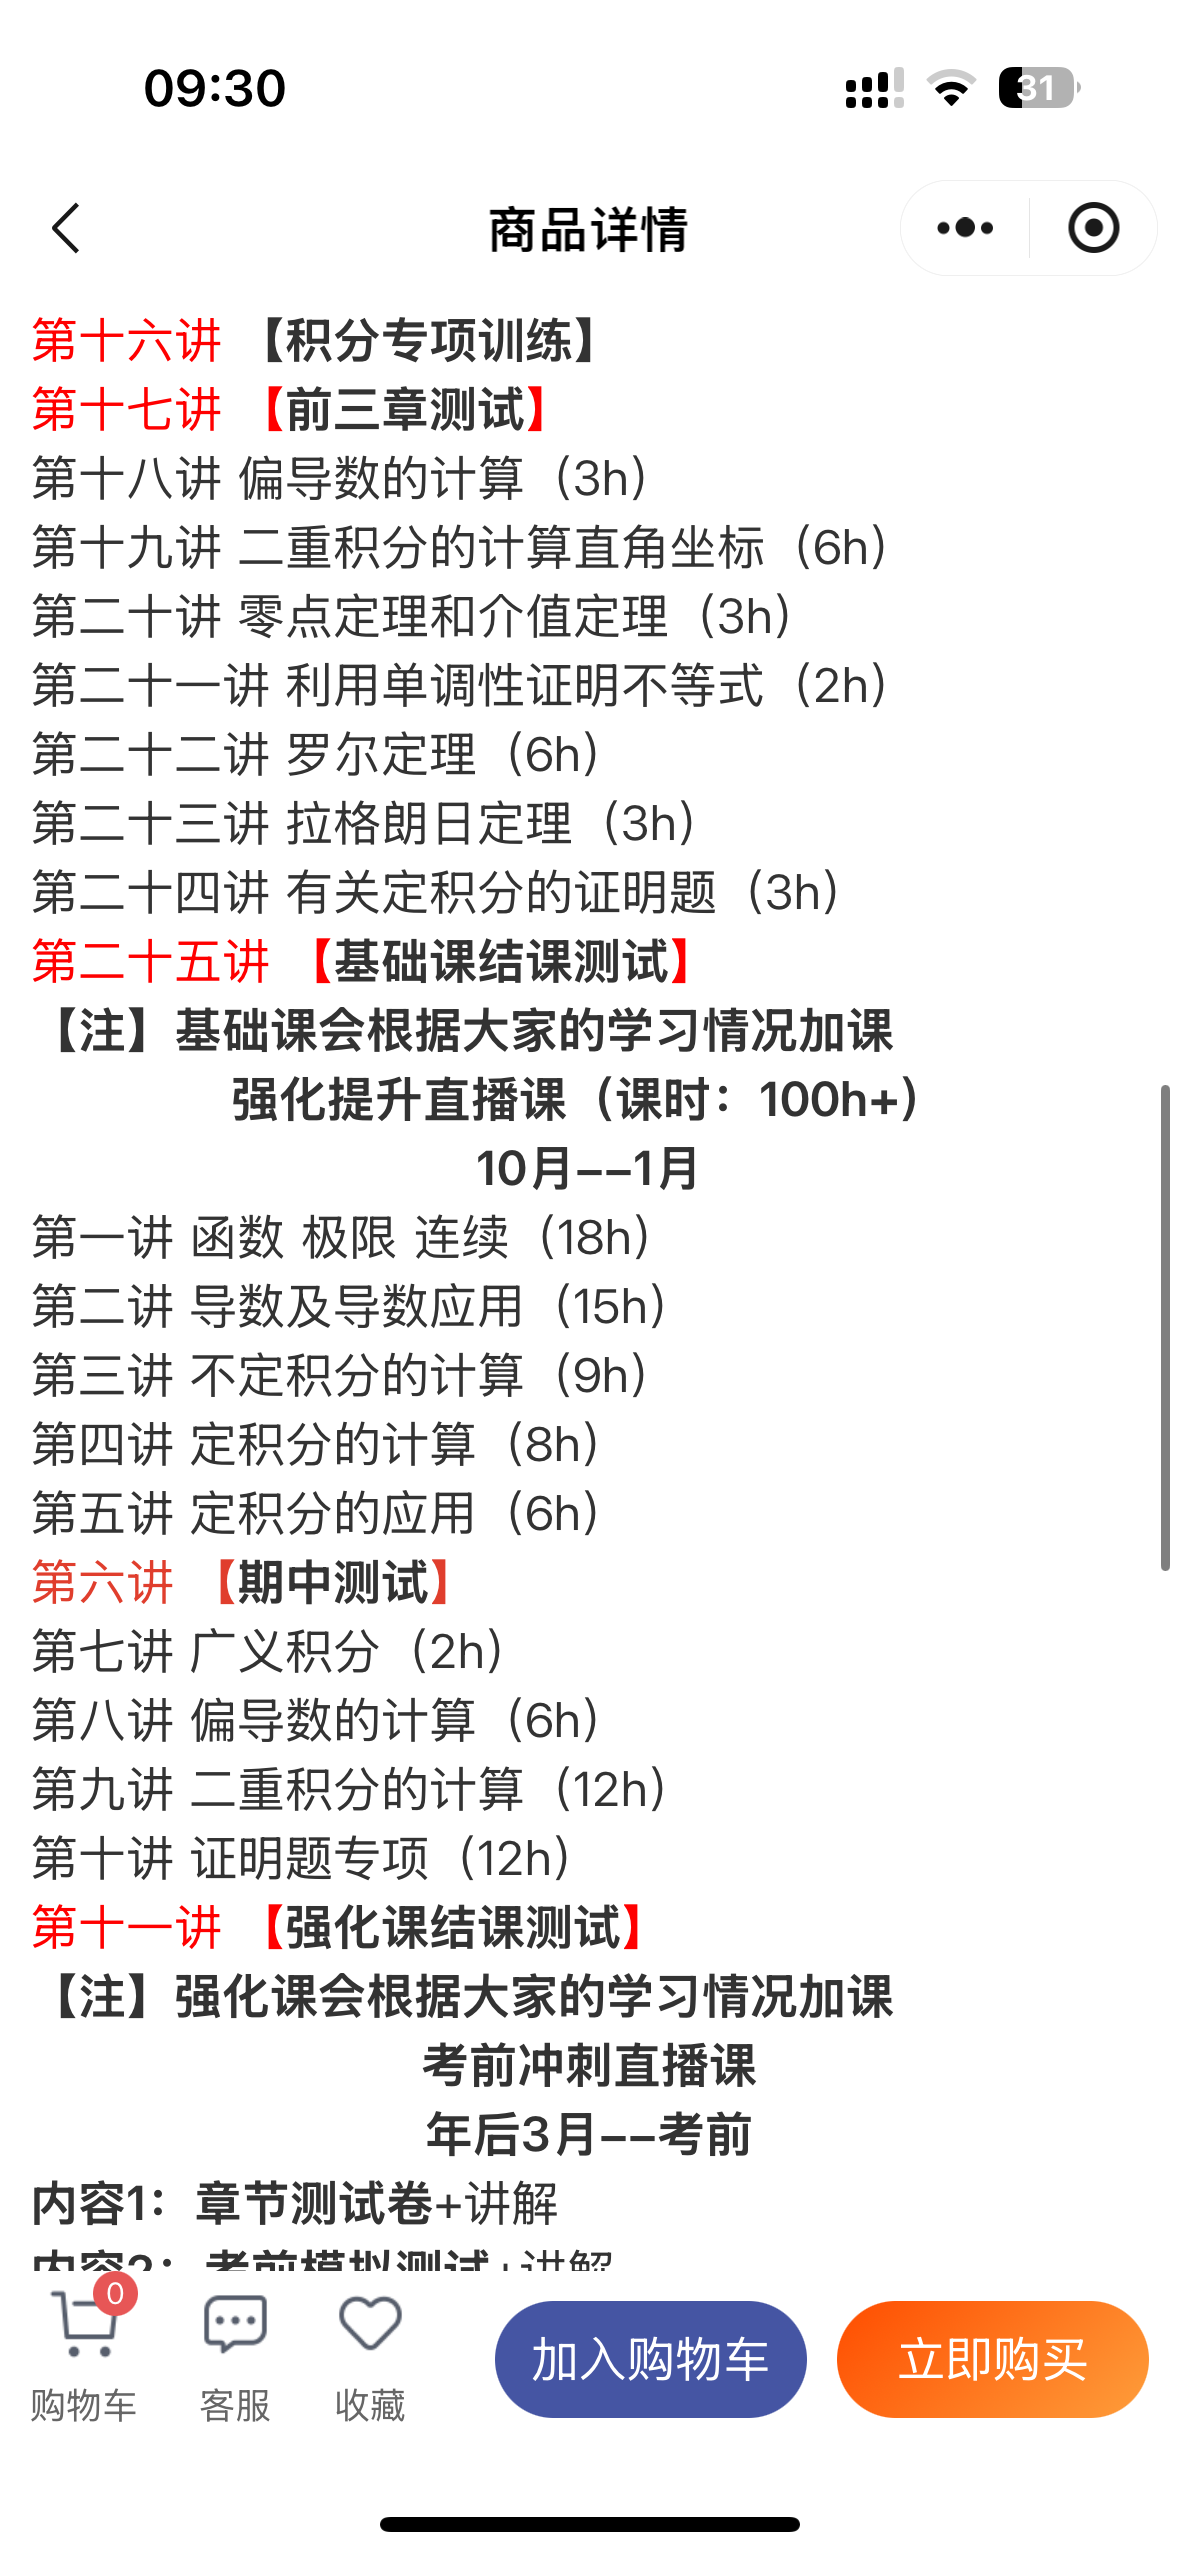 09:30
31
商品详情
第十六讲 【积分专项训练】
第十七讲 【前三章测试】
第十八讲 偏导数的计算（3h）
第十九讲 二重积分的计算直角坐标（6h）
第二十讲 零点定理和介值定理（3h）
第二十一讲 利用单调性证明不等式（2h）
第二十二讲 罗尔定理（6h）
第二十三讲 拉格朗日定理（3h）
第二十四讲 有关定积分的证明题（3h）
第二十五讲 【基础课结课测试】
【注】基础课会根据大家的学习情况加课
强化提升直播课（课时：100h+）
10月––1月
第一讲 函数 极限 连续（18h）
第二讲 导数及导数应用（15h）
第三讲 不定积分的计算（9h）
第四讲 定积分的计算（8h）
第五讲 定积分的应用（6h）
第六讲 【期中测试】
第七讲 广义积分（2h）
第八讲 偏导数的计算（6h）
第九讲 二重积分的计算（12h）
第十讲 证明题专项（12h）
第十一讲 【强化课结课测试】
【注】强化课会根据大家的学习情况加课
考前冲刺直播课
年后3月––考前
内容1：章节测试卷+讲解
内容2：考前模拟测试+讲解
0
购物车
客服
收藏
加入购物车
立即购买